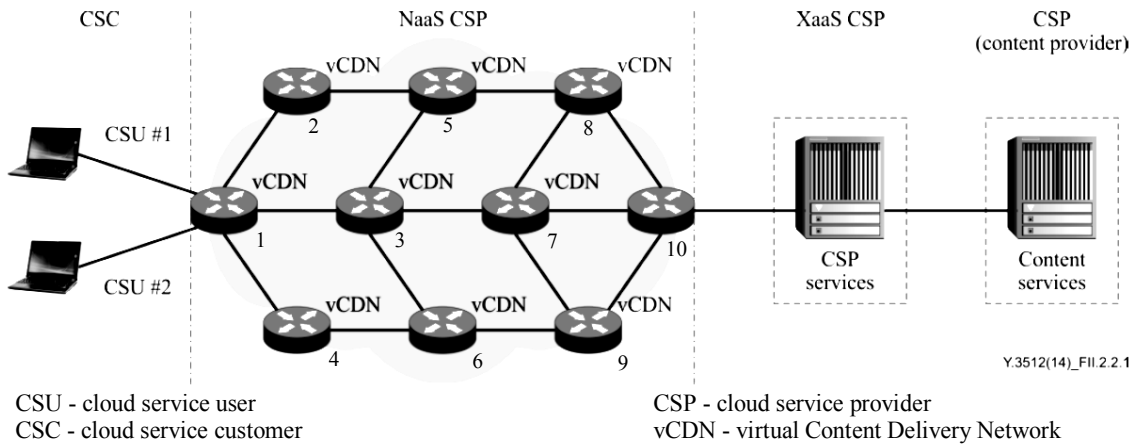 CSC
NaaS CSP
XaaS CSP
CSP
(content provider)
vCDN
vCDN
vCDN
2
5
8
CSU #1
vCDN
vCDN
vCDN
1
3
7
10
CSU #2
CSP
services
Content
services
vCDN
vCDN
vCDN
4
6
9
Y.3512(14)_FII.2.2.1
CSU - cloud service user
CSC - cloud service customer
CSP - cloud service provider
vCDN - virtual Content Delivery Network